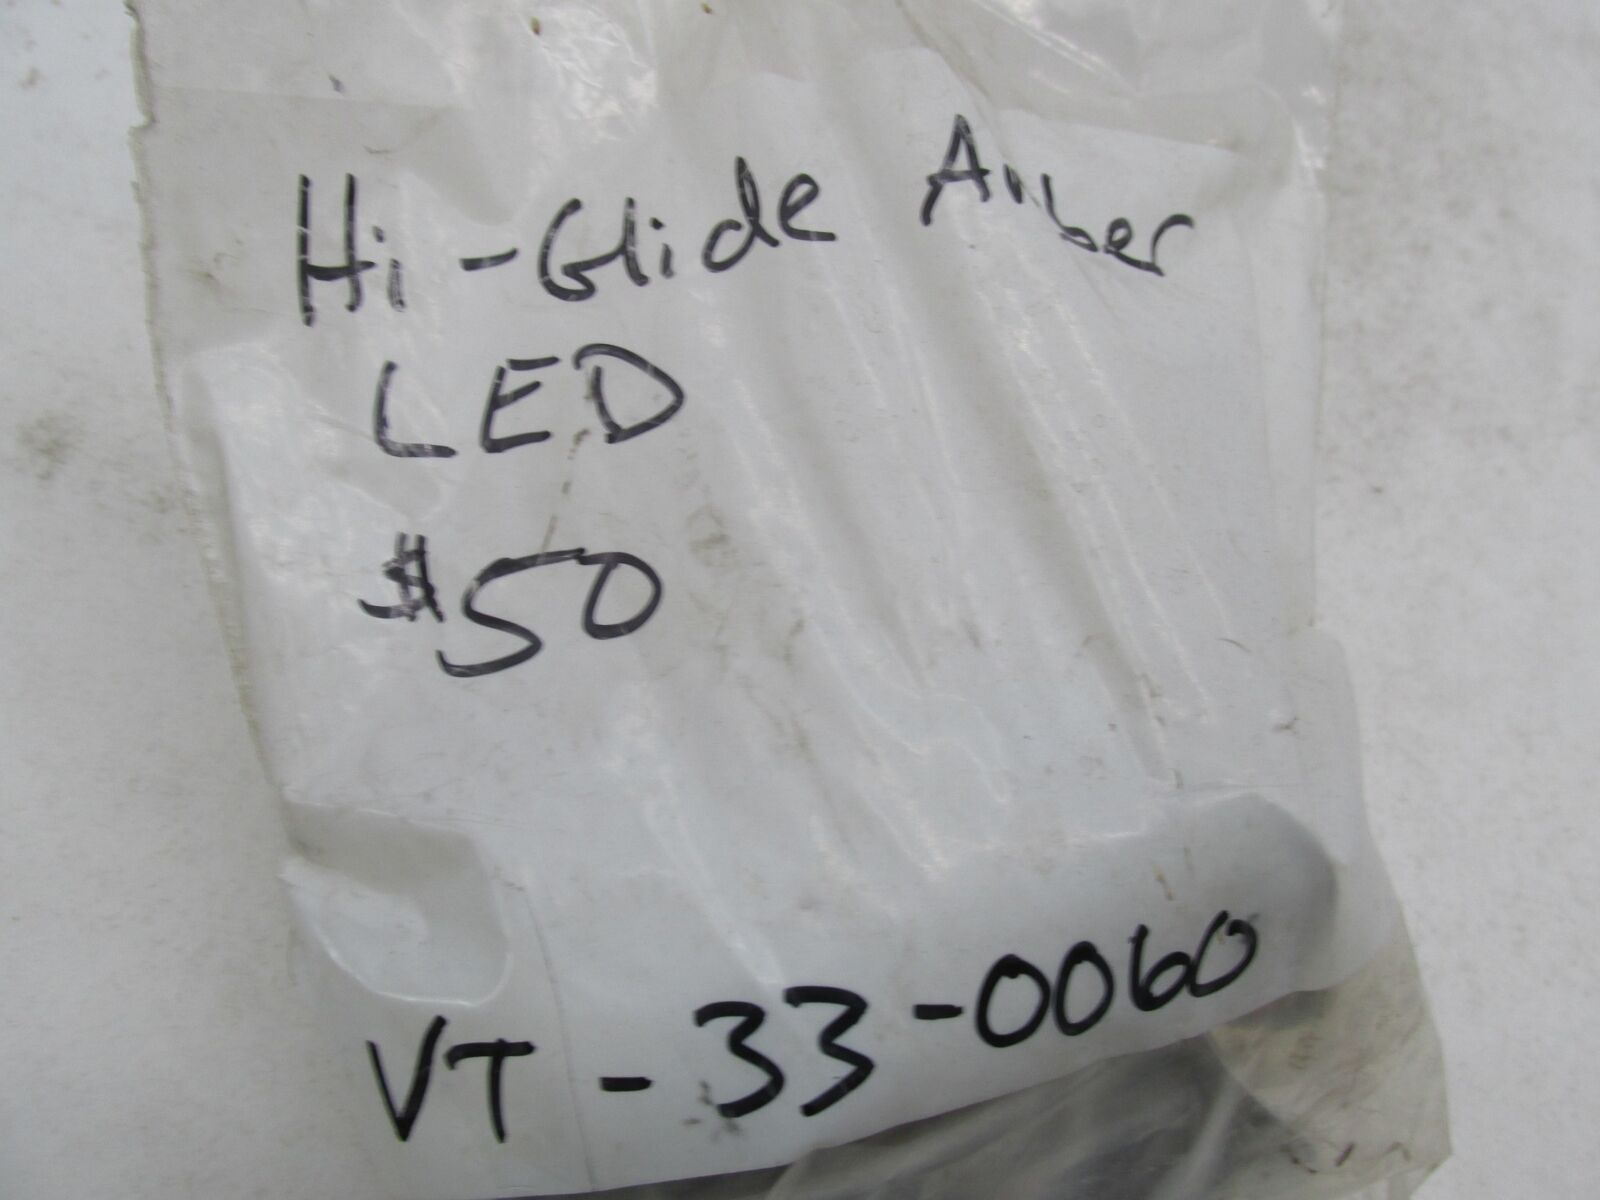 Hi-Glide Amber
LED
$50
VT-33-0060